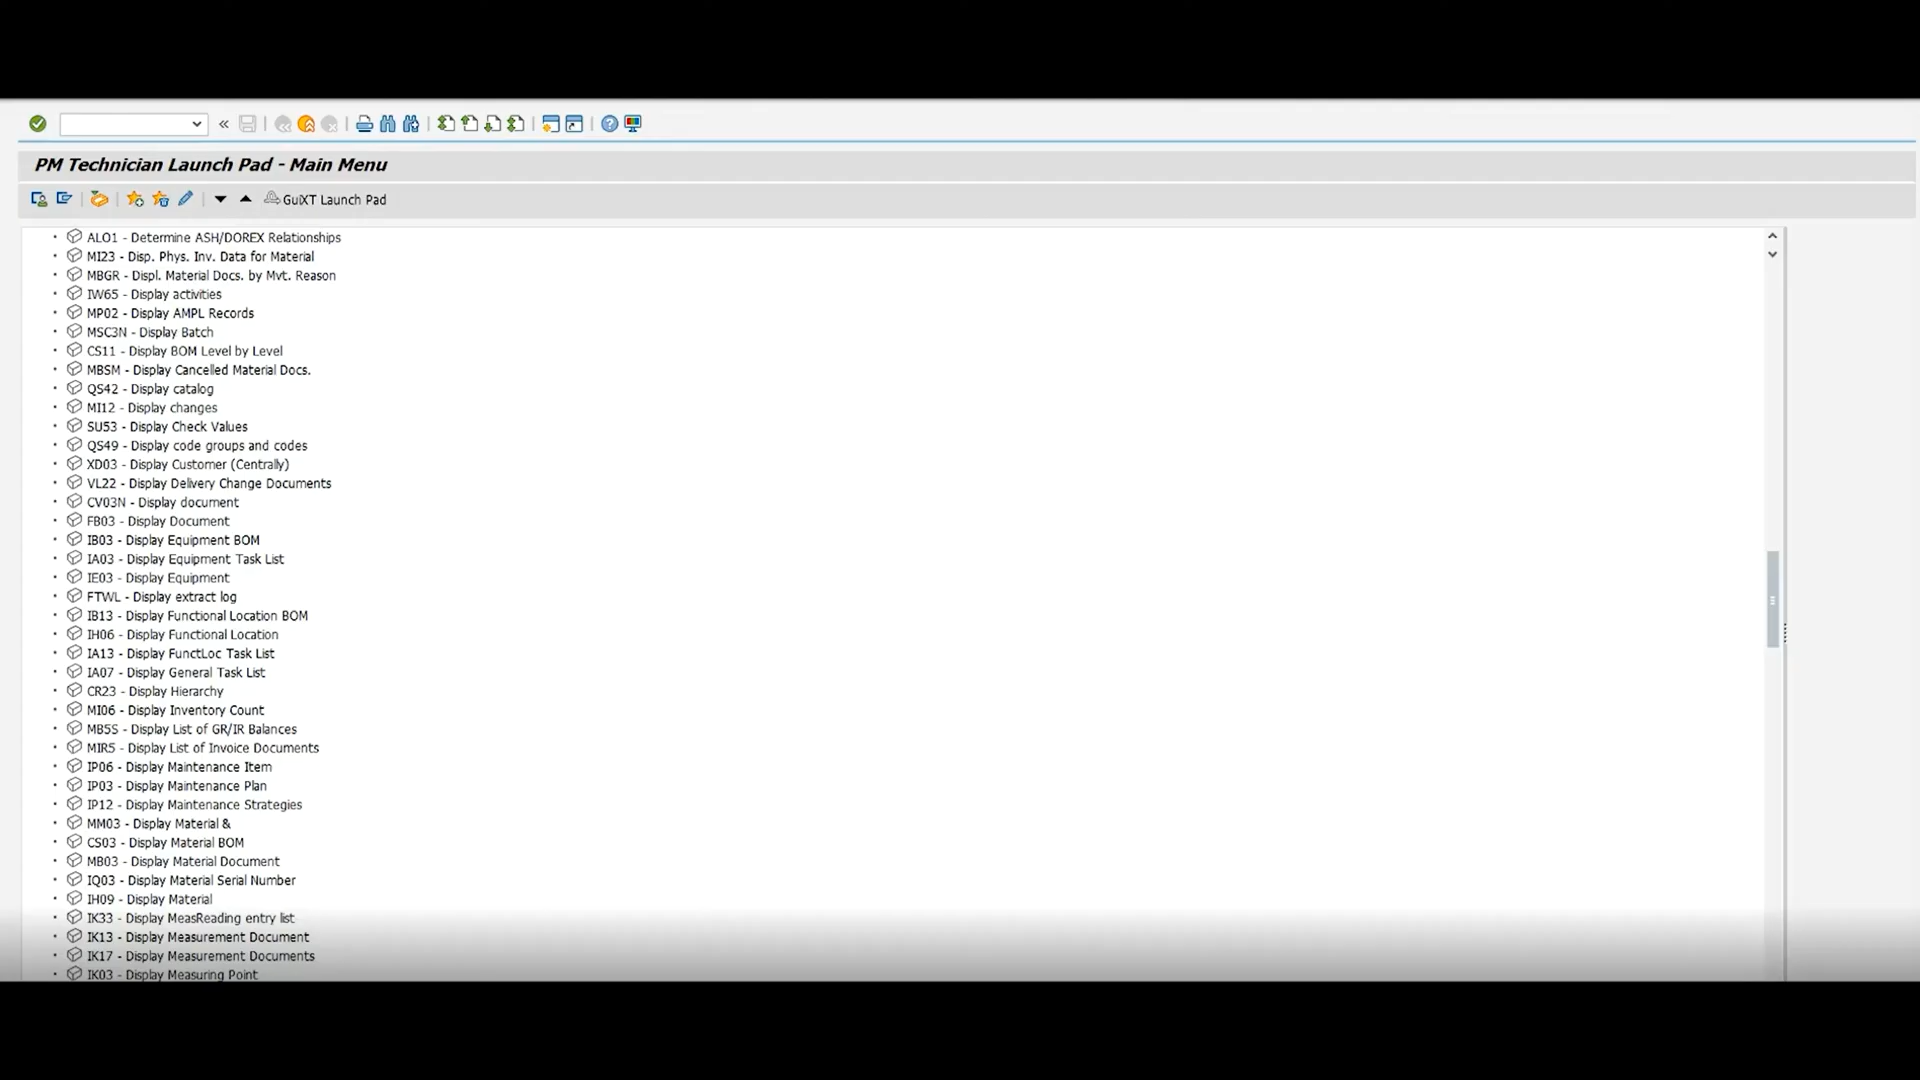 PM Technician Launch Pad - Main Menu
GuiXT Launch Pad
ALO1 - Determine ASH/DOREX Relationships
MI23 - Disp. Phys. Inv. Data for Material
MBGR - Displ. Material Docs. by Mvt. Reason
IW65 - Display activities
MP02 - Display AMPL Records
MSC3N - Display Batch
CS11 - Display BOM Level by Level
MBSM - Display Cancelled Material Docs.
QS42 - Display catalog
MI12 - Display changes
SU53 - Display Check Values
QS49 - Display code groups and codes
XD03 - Display Customer (Centrally)
VL22 - Display Delivery Change Documents
CV03N - Display document
FB03 - Display Document
IB03 - Display Equipment BOM
IA03 - Display Equipment Task List
IE03 - Display Equipment
FTWL - Display extract log
IB13 - Display Functional Location BOM
IH06 - Display Functional Location
IA13 - Display FunctLoc Task List
IA07 - Display General Task List
CR23 - Display Hierarchy
MI06 - Display Inventory Count
MB5S - Display List of GR/IR Balances
MIR5 - Display List of Invoice Documents
IP06 - Display Maintenance Item
IP03 - Display Maintenance Plan
IP12 - Display Maintenance Strategies
MM03 - Display Material &
CS03 - Display Material BOM
MB03 - Display Material Document
IQ03 - Display Material Serial Number
IH09 - Display Material
IK33 - Display MeasReading entry list
IK13 - Display Measurement Document
IK17 - Display Measurement Documents
IK03 - Display Measuring Point